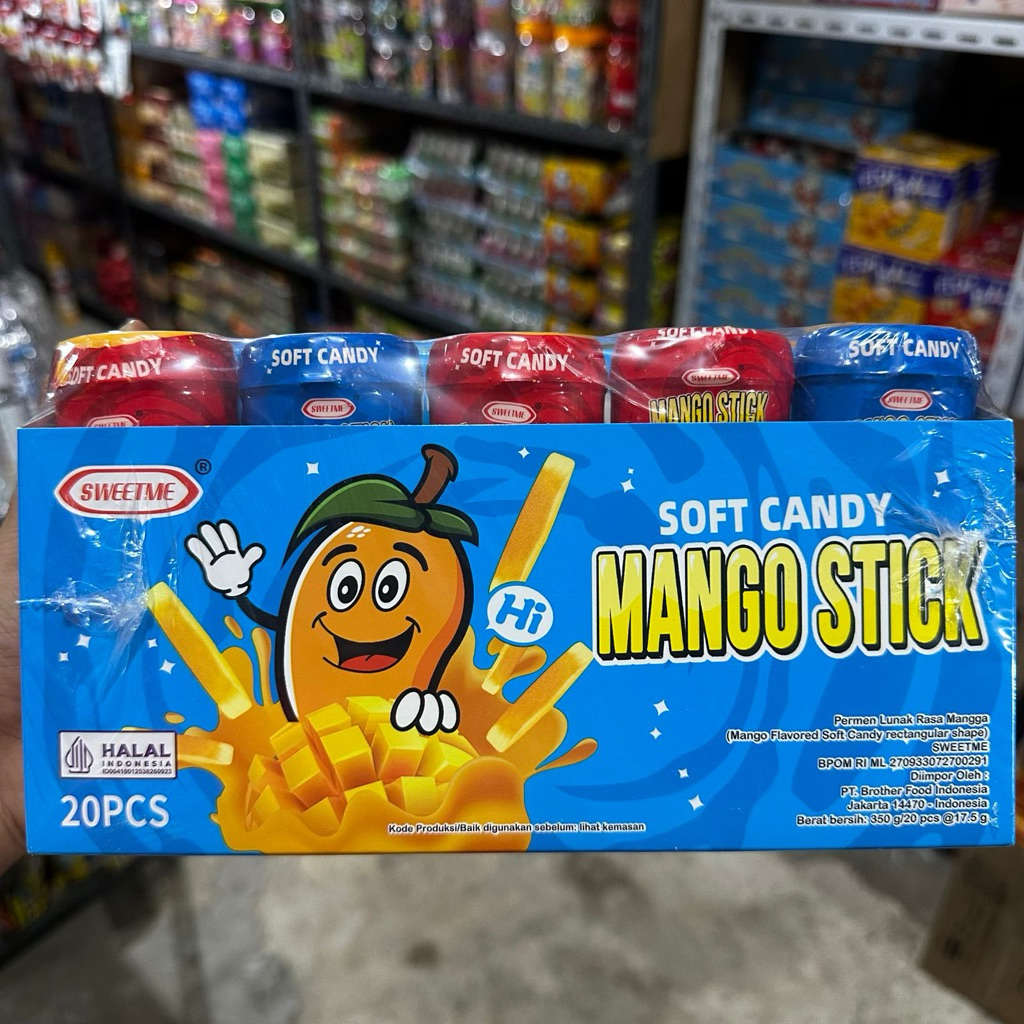 SOFT CANDY
SWEETME
SOFT CANDY
SWEETME
SOFT CANDY
SWEETME
SOFT CANDY
SWEETME
MANGO STICK
SOFT CANDY
SWEETME
SWEETME ®
SOFT CANDY
MANGO STICK
Hi
HALAL
INDONESIA
20PCS
Kode Produksi/Baik digunakan sebelum: lihat kemasan
Permen Lunak Rasa Mangga
(Mango Flavored Soft Candy rectangular shape)
SWEETME
BPOM RI ML 270933072700291
Diimpor Oleh :
PT. Brother Food Indonesia
Jakarta 14470 - Indonesia
Berat bersih: 350 g/20 pcs @17.5 g